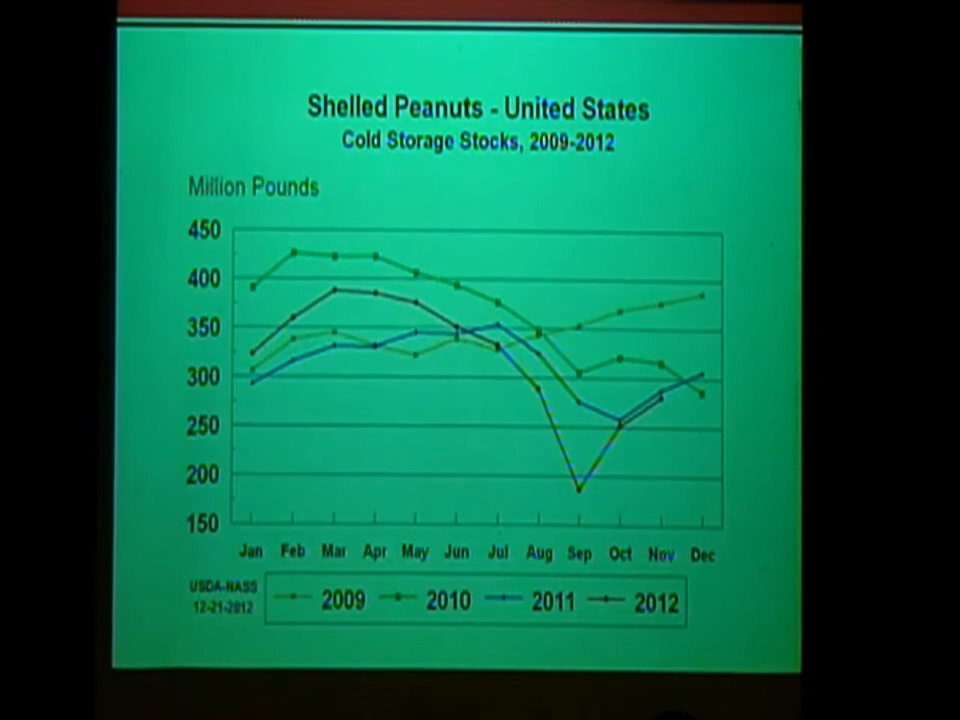 Shelled Peanuts - United States
Cold Storage Stocks, 2009-2012
Million Pounds
450
400
350
300
250
200
150
Jan Feb Mar Apr May Jun Jul Aug Sep Oct Nov Dec
USDA-NASS
12-21-2012
2009 2010 2011 2012